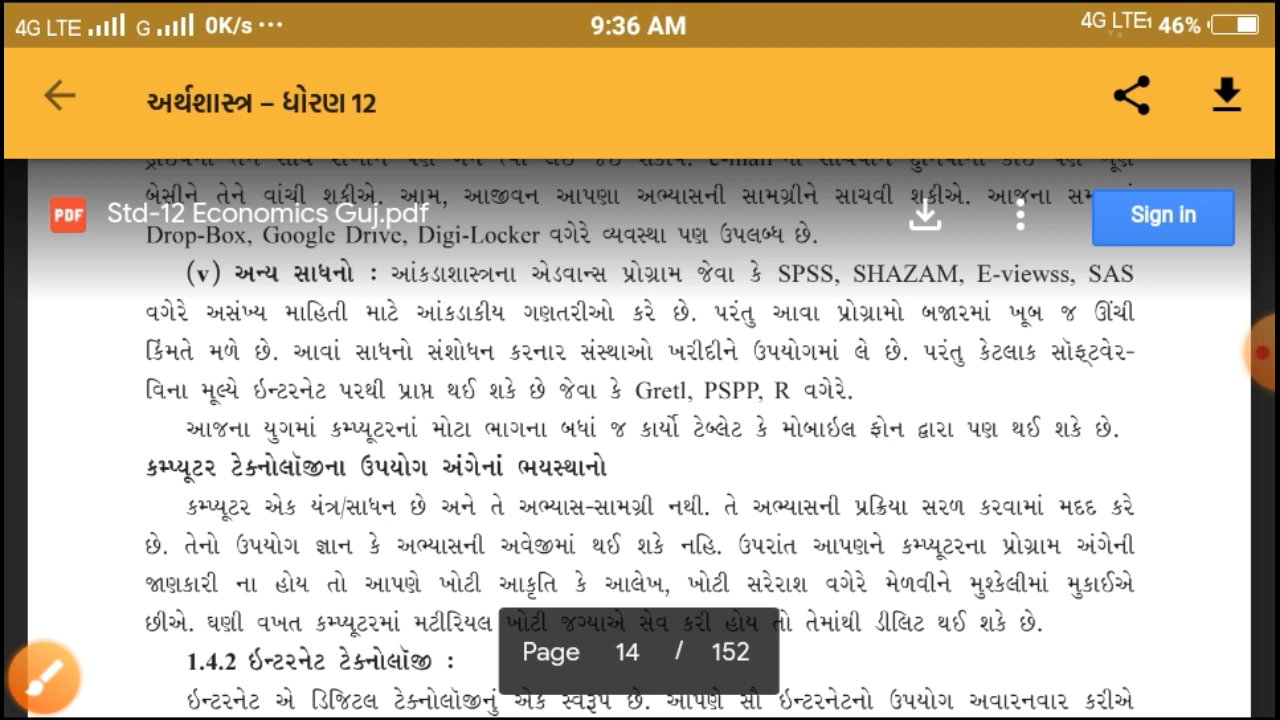 4G LTE G 0K/s ... 9:36 AM 4G LTE 46%
અર્થશાસ્ત્ર – ધોરણ 12
બેસીને તેને વાંચી શકીએ. આમ, આજીવન આપણા અભ્યાસની સામગ્રીને સાચવી શકીએ. આજના
PDF Std-12 Economics Guj.pdf Sign in
Drop-Box, Google Drive, Digi-Locker વગેરે વ્યવસ્થા પણ ઉપલબ્ધ છે.
(v) અન્ય સાધનો : આંકડાશાસ્ત્રના એડવાન્સ પ્રોગ્રામ જેવા કે SPSS, SHAZAM, E-viewss, SAS
વગેરે અસંખ્ય માહિતી માટે આંકડાકીય ગણતરીઓ કરે છે. પરંતુ આવા પ્રોગ્રામો બજારમાં ખૂબ જ ઊંચી
કિંમતે મળે છે. આવાં સાધનો સંશોધન કરનાર સંસ્થાઓ ખરીદીને ઉપયોગમાં લે છે. પરંતુ કેટલાક સૉફ્ટવેર-
વિના મૂલ્યે ઇન્ટરનેટ પરથી પ્રાપ્ત થઈ શકે છે જેવા કે Gretl, PSPP, R વગેરે.
આજના યુગમાં કમ્પ્યૂટરનાં મોટા ભાગના બધાં જ કાર્યો ટેબ્લેટ કે મોબાઇલ ફોન દ્વારા પણ થઈ શકે છે.
કમ્પ્યૂટર ટેક્નોલૉજીના ઉપયોગ અંગેનાં ભયસ્થાનો
કમ્પ્યૂટર એક યંત્ર/સાધન છે અને તે અભ્યાસ-સામગ્રી નથી. તે અભ્યાસની પ્રક્રિયા સરળ કરવામાં મદદ કરે
છે. તેનો ઉપયોગ જ્ઞાન કે અભ્યાસની અવેજીમાં થઈ શકે નહિ. ઉપરાંત આપણને કમ્પ્યૂટરના પ્રોગ્રામ અંગેની
જાણકારી ના હોય તો આપણે ખોટી આકૃતિ કે આલેખ, ખોટી સરેરાશ વગેરે મેળવીને મુશ્કેલીમાં મુકાઈએ
છીએ. ઘણી વખત કમ્પ્યૂટરમાં મટીરિયલ ખોટી જગ્યાએ સેવ કરી હોય તો તેમાંથી ડીલિટ થઈ શકે છે.
Page 14 / 152
1.4.2 ઇન્ટરનેટ ટેક્નોલૉજી :
ઇન્ટરનેટ એ ડિજિટલ ટેક્નોલૉજીનું એક સ્વરૂપ છે. આપણે સૌ ઇન્ટરનેટનો ઉપયોગ અવારનવાર કરીએ